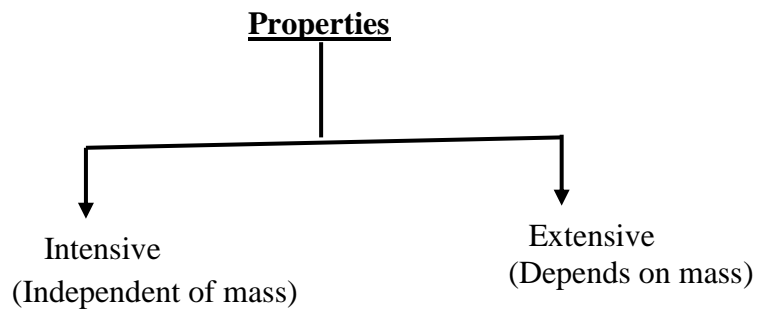 Properties
Intensive
(Independent of mass)
Extensive
(Depends on mass)